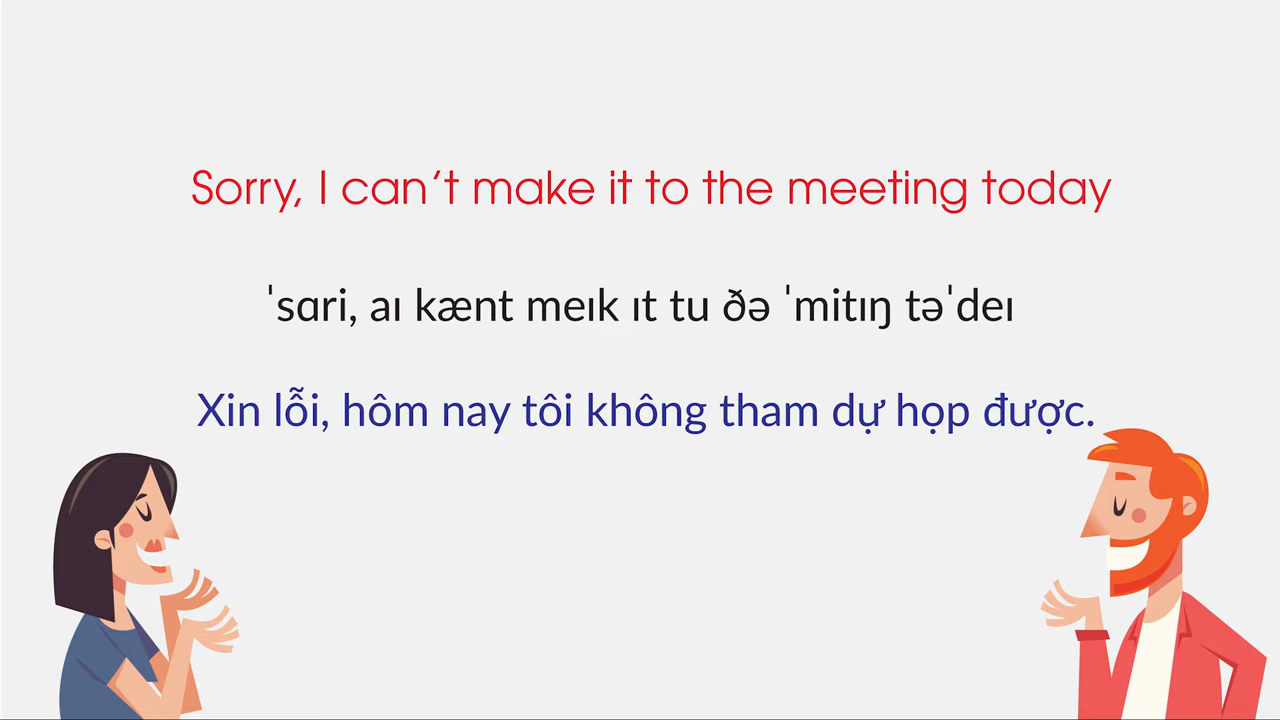 Sorry, I can't make it to the meeting today
ˈsɑri, aɪ kænt meɪk ɪt tu ðə ˈmitɪŋ təˈdeɪ
Xin lỗi, hôm nay tôi không tham dự họp được.